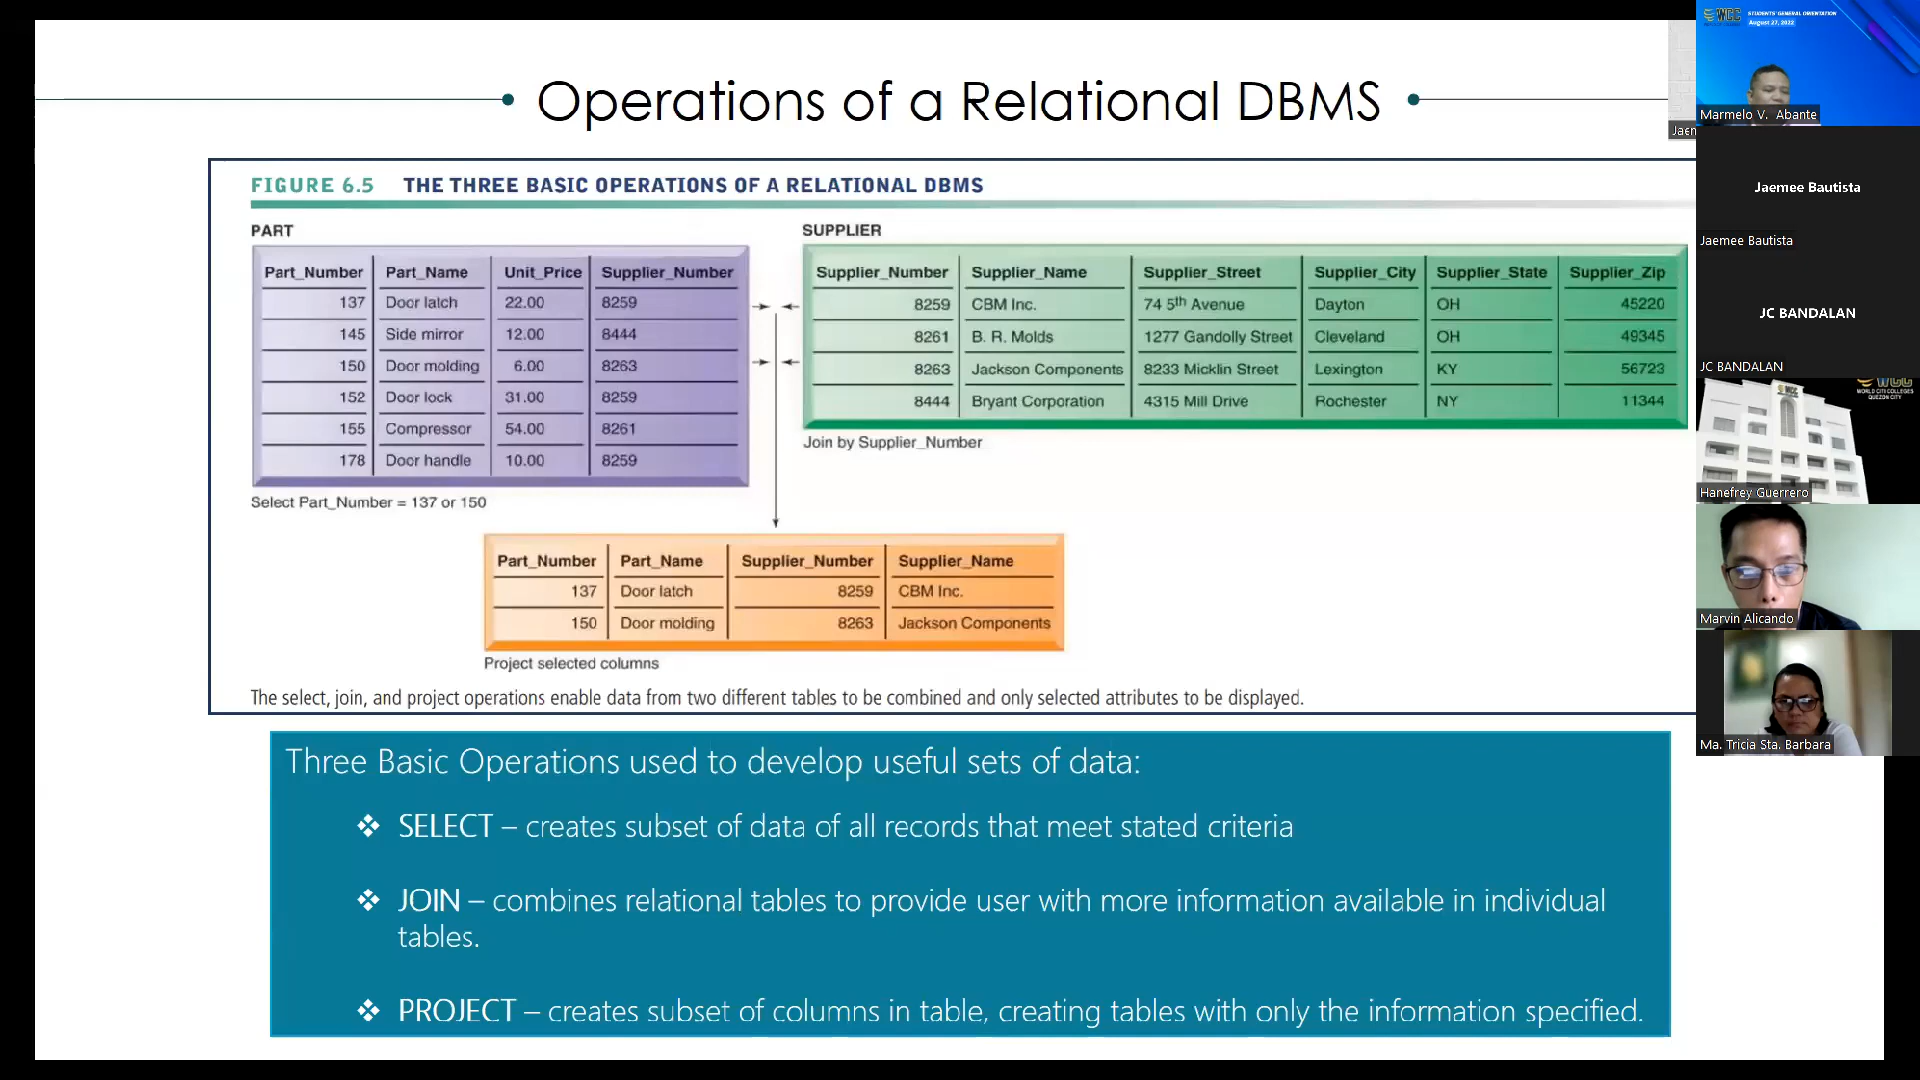 Operations of a Relational DBMS
FIGURE 6.5 THE THREE BASIC OPERATIONS OF A RELATIONAL DBMS
PART
Part_Number Part_Name Unit_Price Supplier_Number
137 Door latch 22.00 8259
145 Side mirror 12.00 8444
150 Door molding 6.00 8263
152 Door lock 31.00 8259
155 Compressor 54.00 8261
178 Door handle 10.00 8259
Select Part_Number = 137 or 150
SUPPLIER
Supplier_Number Supplier_Name Supplier_Street Supplier_City Supplier_State Supplier_Zip
8259 CBM Inc. 74 5th Avenue Dayton OH 45220
8261 B. R. Molds 1277 Gandolly Street Cleveland OH 49345
8263 Jackson Components 8233 Micklin Street Lexington KY 56723
8444 Bryant Corporation 4315 Mill Drive Rochester NY 11344
Join by Supplier_Number
Part_Number Part_Name Supplier_Number Supplier_Name
137 Door latch 8259 CBM Inc.
150 Door molding 8263 Jackson Components
Project selected columns
The select, join, and project operations enable data from two different tables to be combined and only selected attributes to be displayed.
Three Basic Operations used to develop useful sets of data:
❖ SELECT – creates subset of data of all records that meet stated criteria
❖ JOIN – combines relational tables to provide user with more information available in individual
tables.
❖ PROJECT – creates subset of columns in table, creating tables with only the information specified.
WCC STUDENTS' GENERAL ORIENTATION
August 27, 2022
Marmelo V. Abante
Jaen
Jaemee Bautista
Jaemee Bautista
JC BANDALAN
JC BANDALAN
WCC
WORLD CITI COLLEGES
QUEZON CITY
Hanefrey Guerrero
Marvin Alicando
Ma. Tricia Sta. Barbara